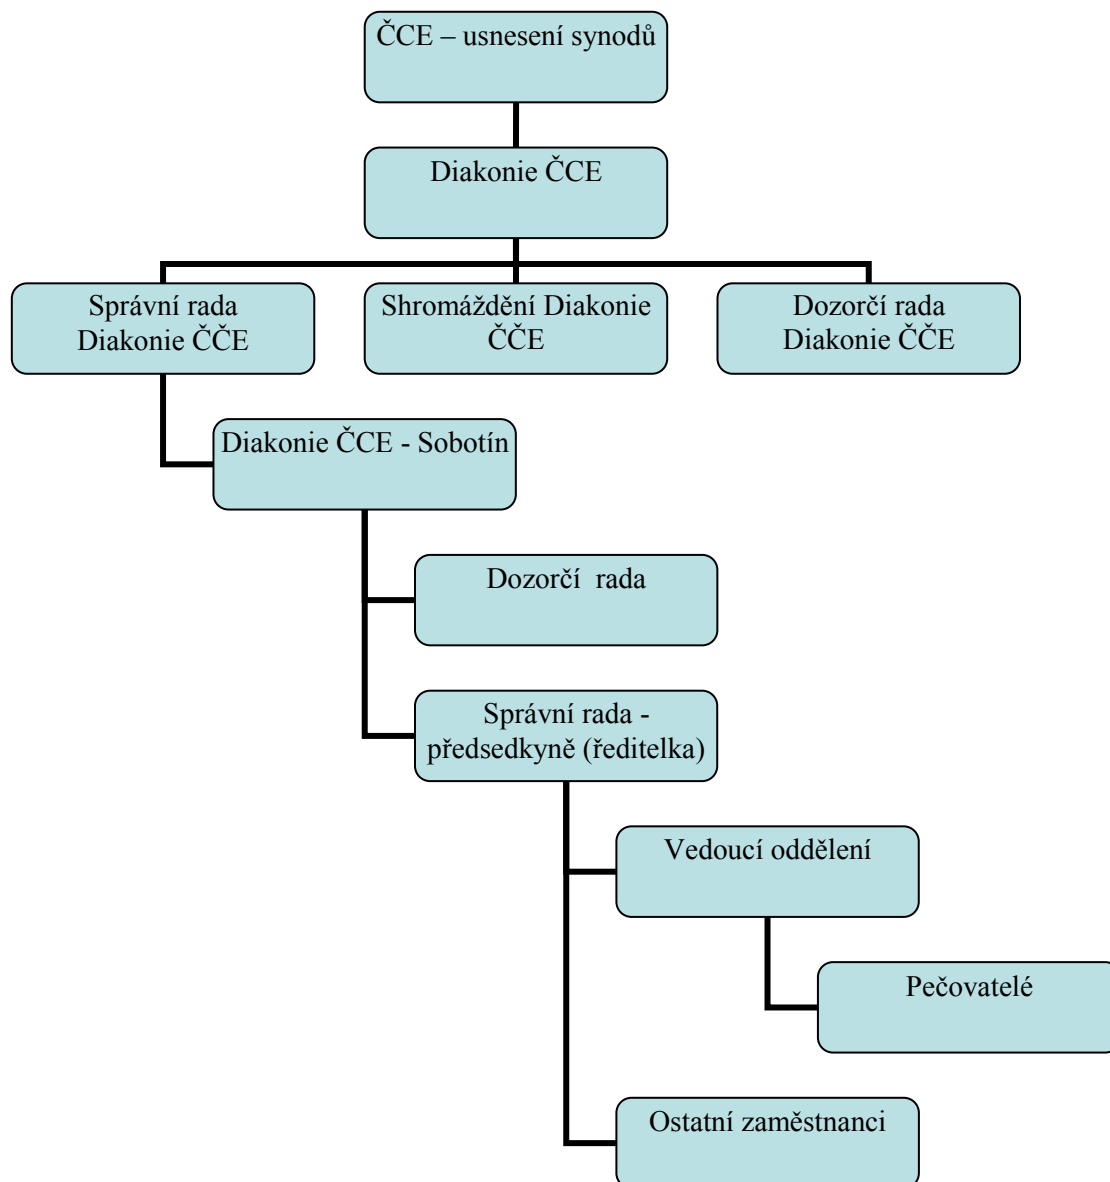 ČCE – usnesení synodů
Diakonie ČCE
Správní rada
Diakonie ČČE
Shromáždění Diakonie
ČČE
Dozorčí rada
Diakonie ČČE
Diakonie ČCE - Sobotín
Dozorčí  rada
Správní rada -
předsedkyně (ředitelka)
Vedoucí oddělení
Pečovatelé
Ostatní zaměstnanci